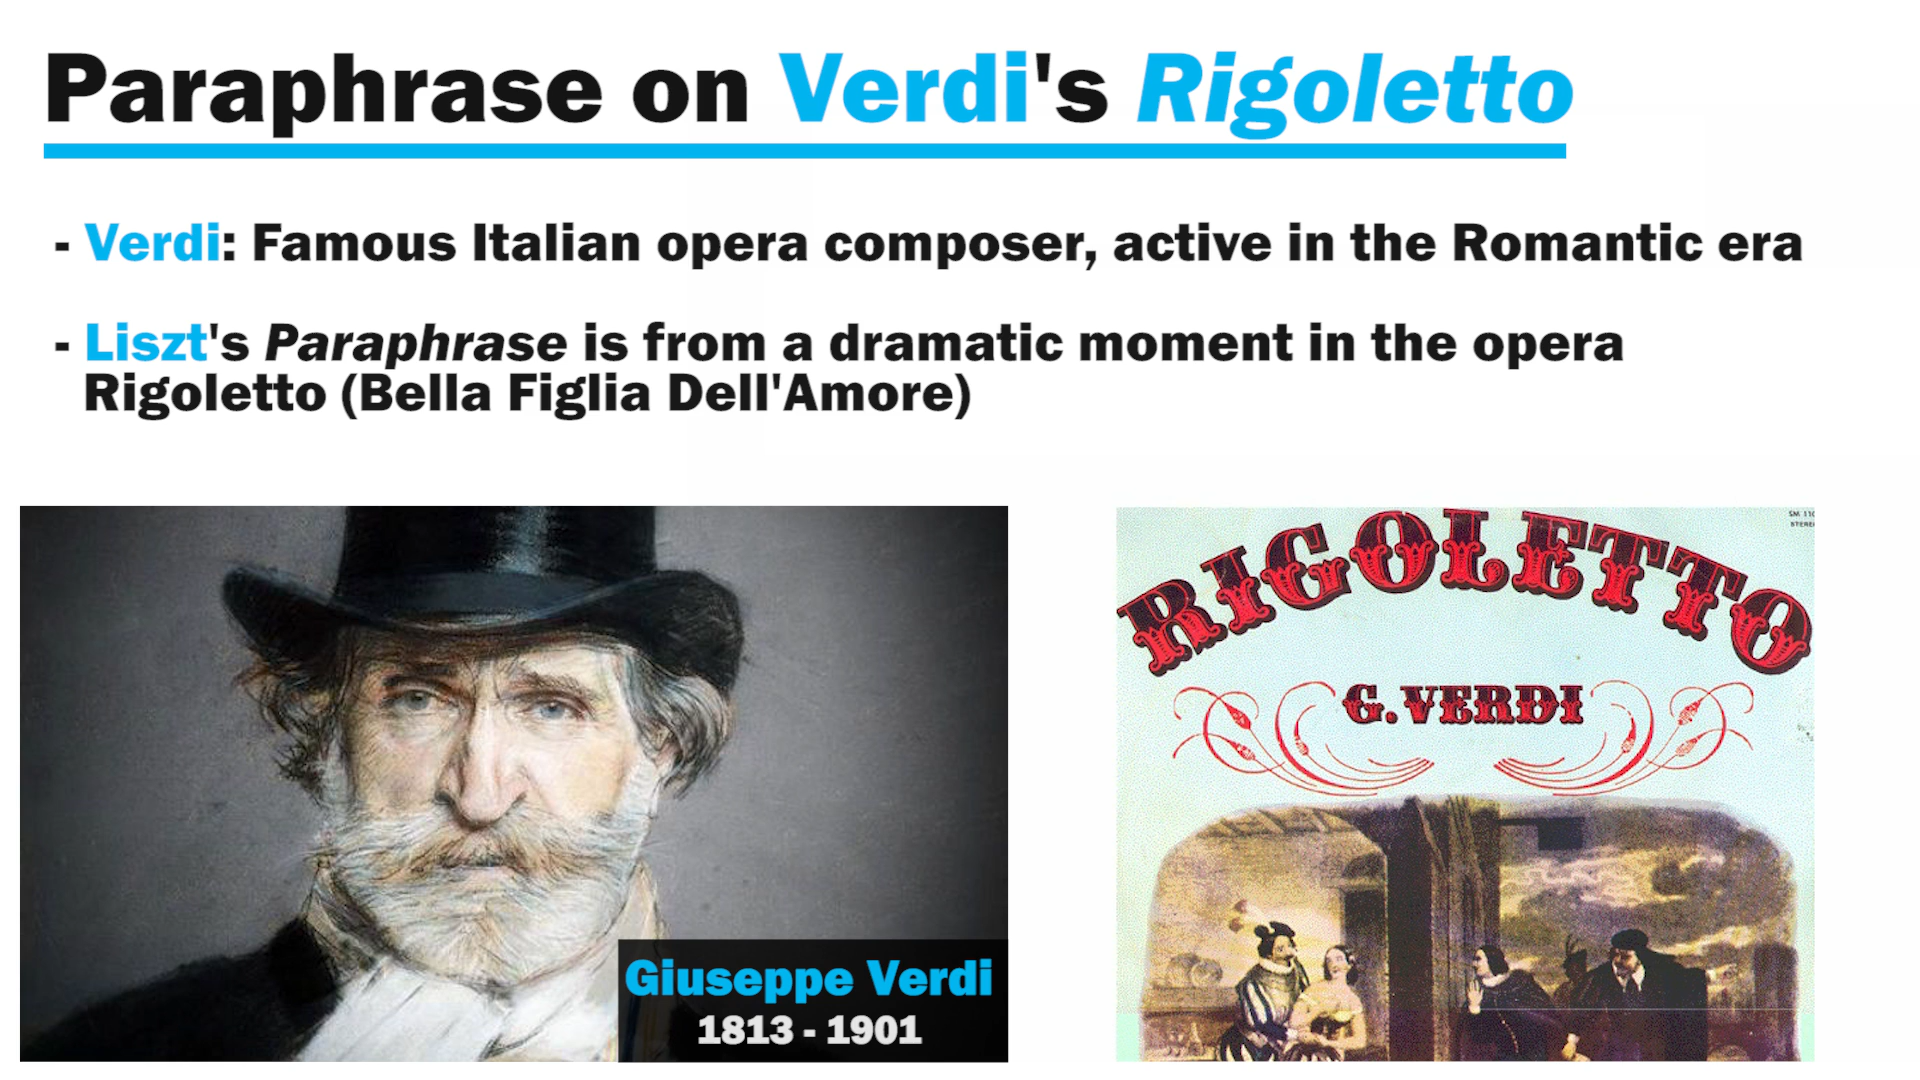 Paraphrase on Verdi's Rigoletto
- Verdi: Famous Italian opera composer, active in the Romantic era
- Liszt's Paraphrase is from a dramatic moment in the opera
Rigoletto (Bella Figlia Dell'Amore)
Giuseppe Verdi
1813 - 1901
RIGOLETTO
G. VERDI